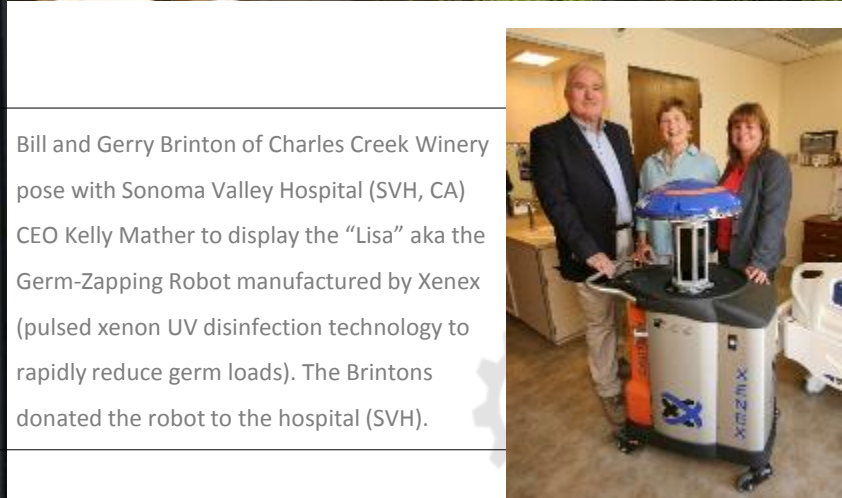 Bill and Gerry Brinton of Charles Creek Winery
pose with Sonoma Valley Hospital (SVH, CA)
CEO Kelly Mather to display the “Lisa” aka the
Germ-Zapping Robot manufactured by Xenex
(pulsed xenon UV disinfection technology to
rapidly reduce germ loads). The Brintons
donated the robot to the hospital (SVH).
XENEX